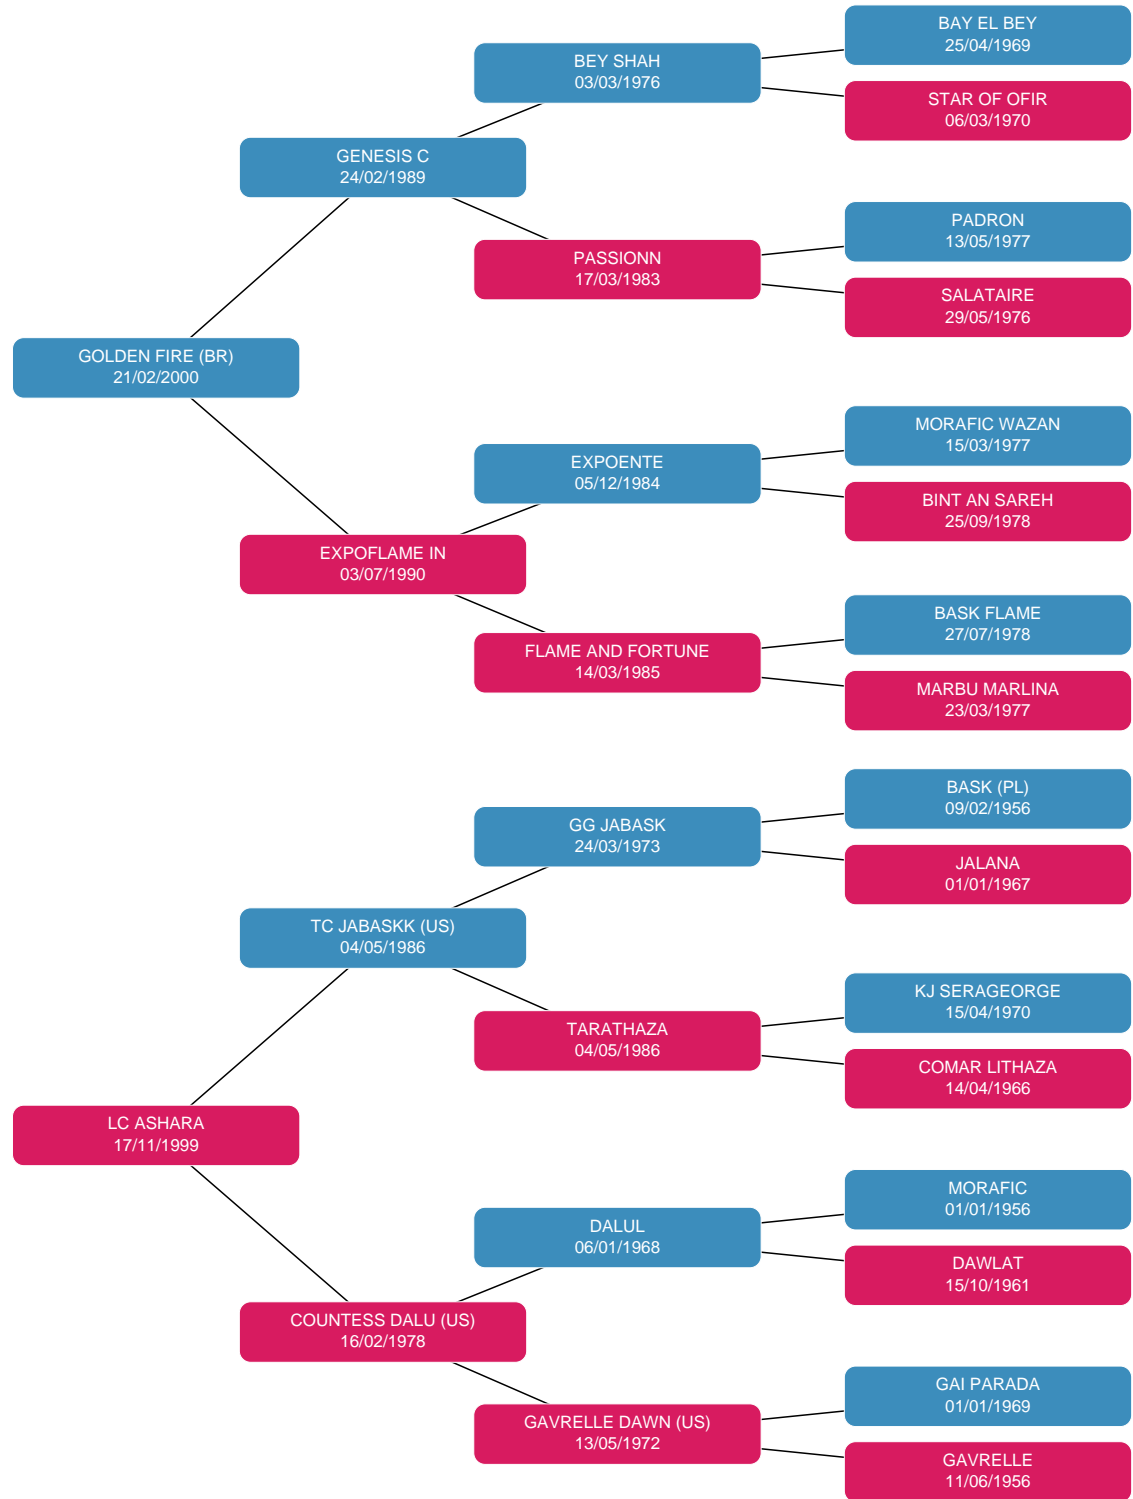 BAY EL BEY
25/04/1969
BEY SHAH
03/03/1976
STAR OF OFIR
06/03/1970
GENESIS C
24/02/1989
PADRON
13/05/1977
PASSIONN
17/03/1983
SALATAIRE
29/05/1976
GOLDEN FIRE (BR)
21/02/2000
MORAFIC WAZAN
15/03/1977
EXPOENTE
05/12/1984
BINT AN SAREH
25/09/1978
EXPOFLAME IN
03/07/1990
BASK FLAME
27/07/1978
FLAME AND FORTUNE
14/03/1985
MARBU MARLINA
23/03/1977
BASK (PL)
09/02/1956
GG JABASK
24/03/1973
JALANA
01/01/1967
TC JABASKK (US)
04/05/1986
KJ SERAGEORGE
15/04/1970
TARATHAZA
04/05/1986
COMAR LITHAZA
14/04/1966
LC ASHARA
17/11/1999
MORAFIC
01/01/1956
DALUL
06/01/1968
DAWLAT
15/10/1961
COUNTESS DALU (US)
16/02/1978
GAI PARADA
01/01/1969
GAVRELLE DAWN (US)
13/05/1972
GAVRELLE
11/06/1956